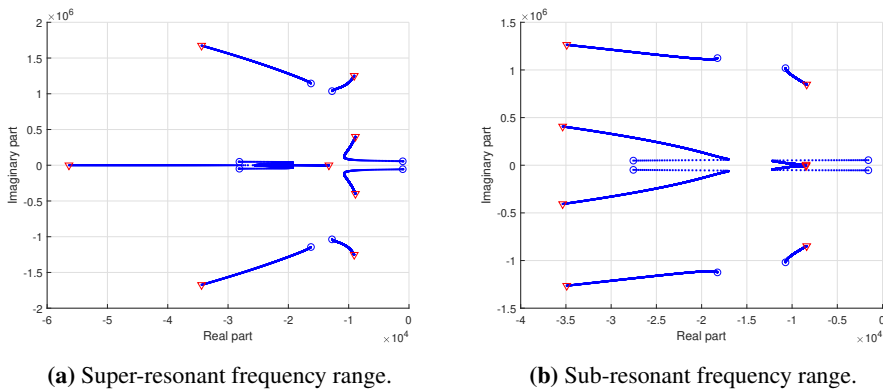 ×10^6
2
1.5
1
0.5
0
-0.5
-1
-1.5
-2
Imaginary part
-6 -5 -4 -3 -2 -1 0
Real part
×10^4
(a) Super-resonant frequency range.
×10^6
1.5
1
0.5
0
-0.5
-1
-1.5
Imaginary part
-4 -3.5 -3 -2.5 -2 -1.5 -1 -0.5 0
Real part
×10^4
(b) Sub-resonant frequency range.